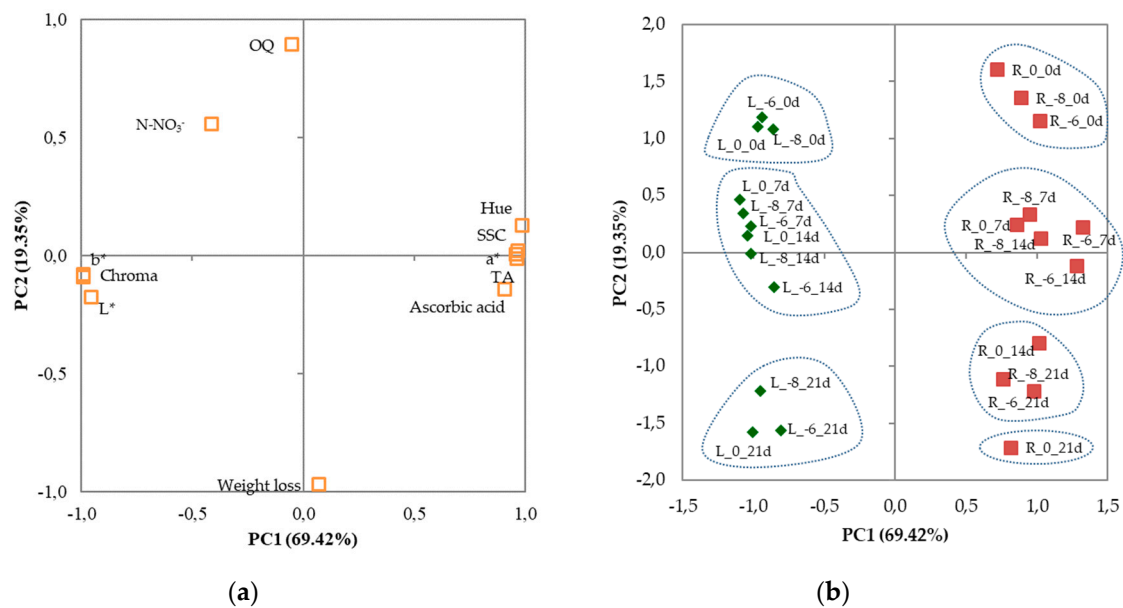 1,0
OQ
N-NO₃⁻
0,5
PC2 (19.35%)
Hue
SSC
0,0
a*
b*
Chroma
TA
L*
Ascorbic acid
-0,5
Weight loss
-1,0
-1,0 -0,5 0,0 0,5 1,0
PC1 (69.42%)
(a)
2,0
R_0_0d
1,5
L_-6_0d
R_-8_0d
R_-6_0d
1,0
L_0_0d L_-8_0d
PC2 (19.35%)
0,5
L_0_7d
L_-8_7d
L_-6_7d
L_0_14d
L_-8_14d
L_-6_14d
R_-8_7d
R_0_7d
R_-8_14d
R_-6_7d
R_-6_14d
0,0
-0,5
R_0_14d
-1,0
L_-8_21d
R_-8_21d
R_-6_21d
-1,5
L_-6_21d
L_0_21d
R_0_21d
-2,0
-1,5 -1,0 -0,5 0,0 0,5 1,0 1,5
PC1 (69.42%)
(b)